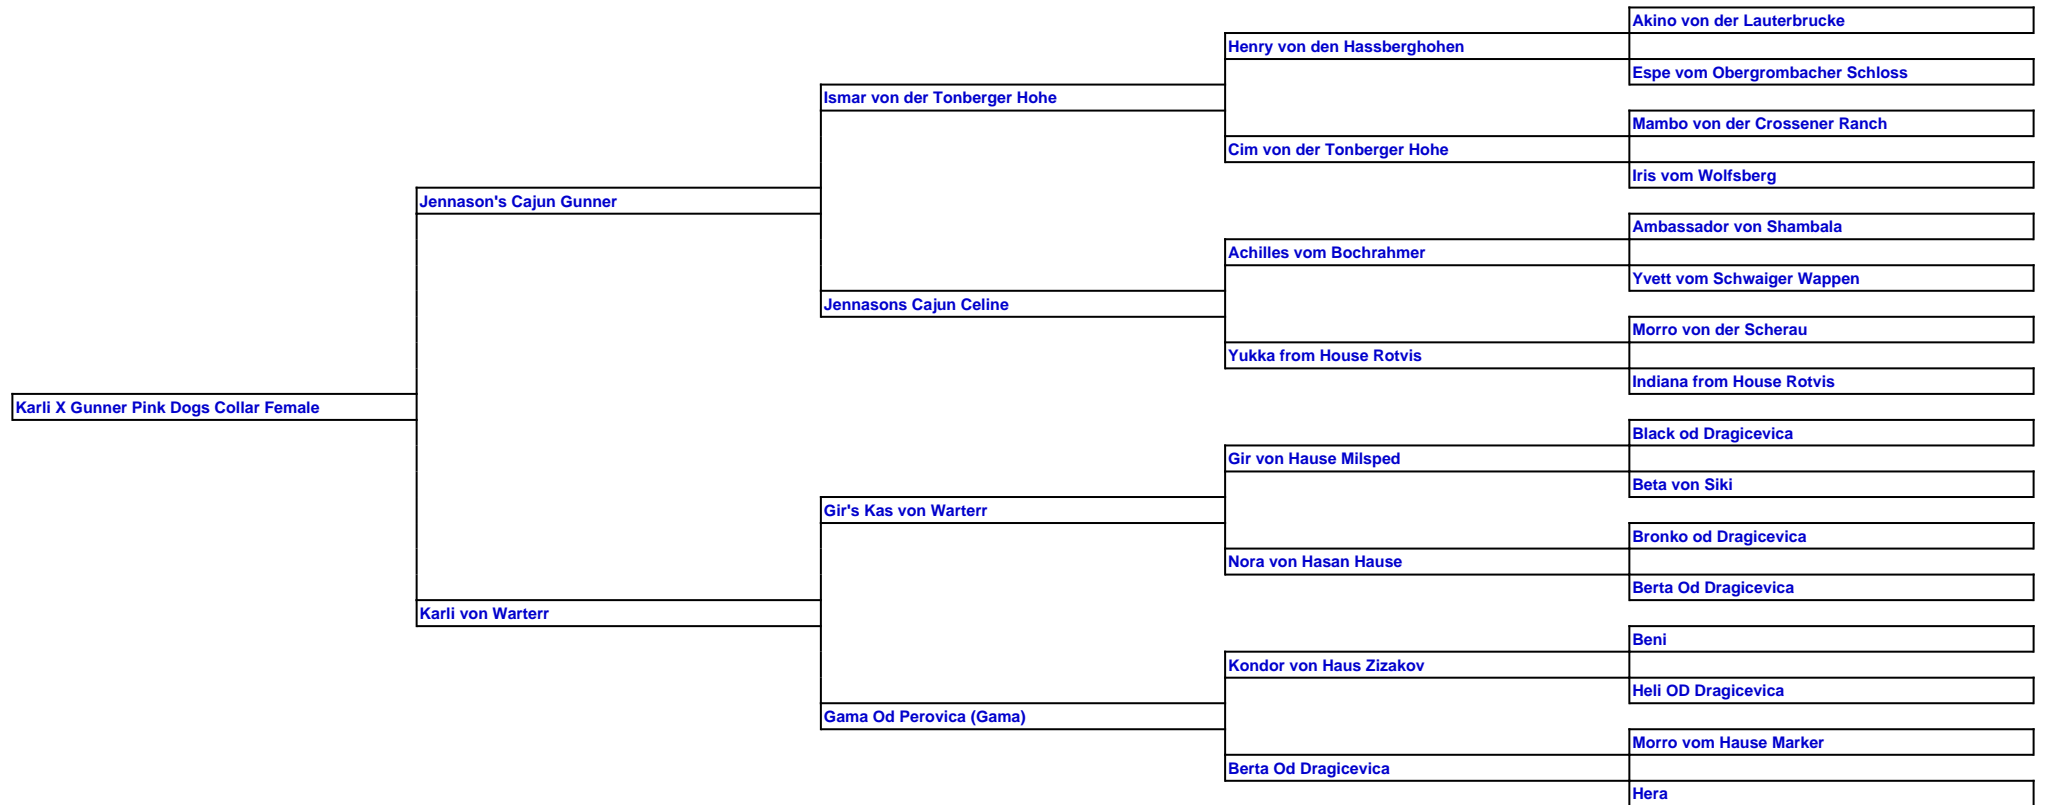 Akino von der Lauterbrucke
Henry von den Hassberghohen
Espe vom Obergrombacher Schloss
Ismar von der Tonberger Hohe
Mambo von der Crossener Ranch
Cim von der Tonberger Hohe
Iris vom Wolfsberg
Jennason's Cajun Gunner
Ambassador von Shambala
Achilles vom Bochrahmer
Yvett vom Schwaiger Wappen
Jennasons Cajun Celine
Morro von der Scherau
Yukka from House Rotvis
Indiana from House Rotvis
Karli X Gunner Pink Dogs Collar Female
Black od Dragicevica
Gir von Hause Milsped
Beta von Siki
Gir's Kas von Warterr
Bronko od Dragicevica
Nora von Hasan Hause
Berta Od Dragicevica
Karli von Warterr
Beni
Kondor von Haus Zizakov
Heli OD Dragicevica
Gama Od Perovica (Gama)
Morro vom Hause Marker
Berta Od Dragicevica
Hera